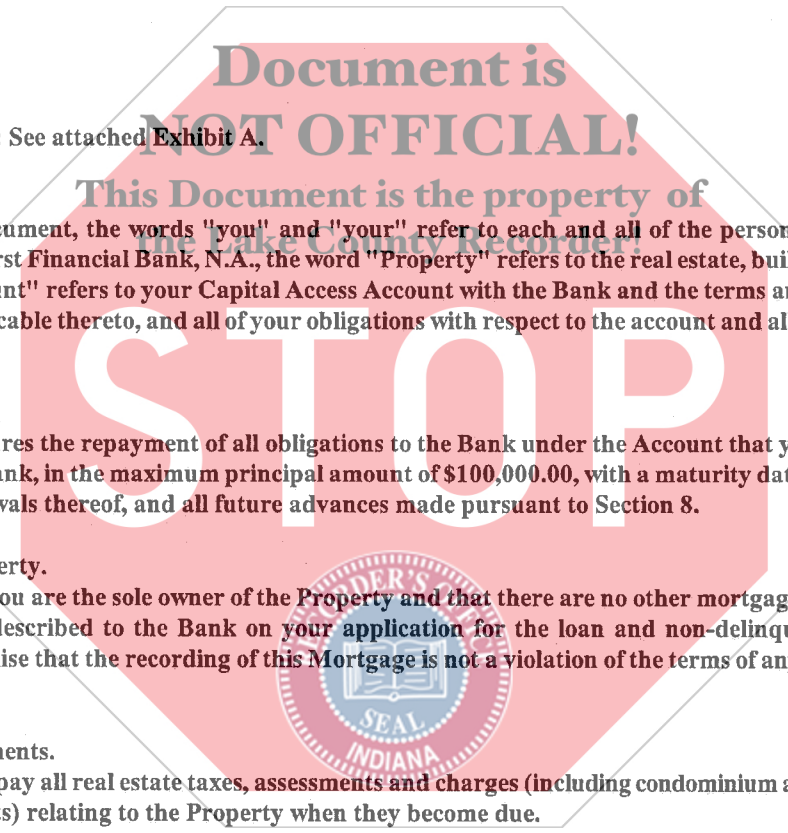 Document is
NOT OFFICIAL!
See attached Exhibit A.
This Document is the property of
the Lake County Recorder!
ument, the words "you" and "your" refer to each and all of the person
rst Financial Bank, N.A., the word "Property" refers to the real estate, buil
nt" refers to your Capital Access Account with the Bank and the terms a
cable thereto, and all of your obligations with respect to the account and al
STOP
res the repayment of all obligations to the Bank under the Account that y
ank, in the maximum principal amount of $100,000.00, with a maturity dat
wals thereof, and all future advances made pursuant to Section 8.
erty.
ou are the sole owner of the Property and that there are no other mortgag
described to the Bank on your application for the loan and non-delinqu
ise that the recording of this Mortgage is not a violation of the terms of an
SEAL
INDIANA
nents.
pay all real estate taxes, assessments and charges (including condominium a
ts) relating to the Property when they become due.